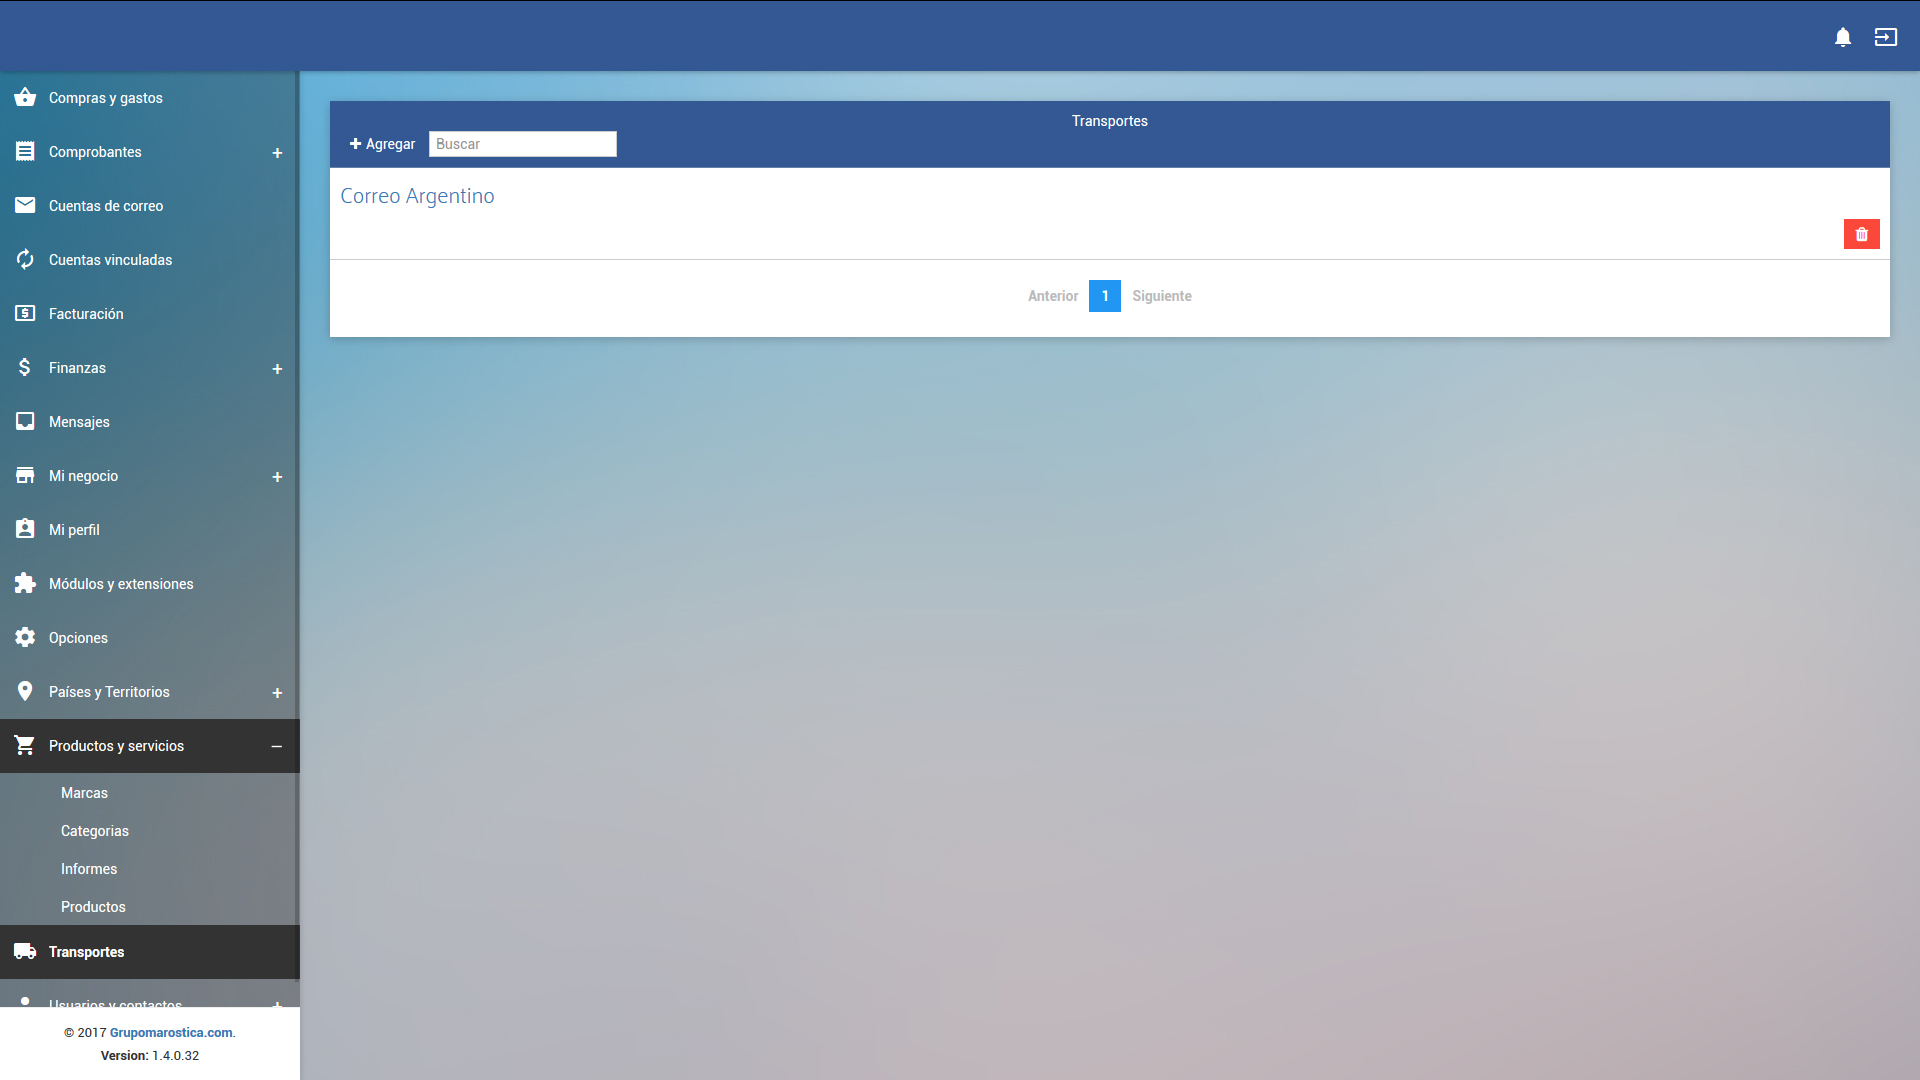 Compras y gastos
Comprobantes +
Cuentas de correo
Cuentas vinculadas
Facturación
Finanzas +
Mensajes
Mi negocio +
Mi perfil
Módulos y extensiones
Opciones
Países y Territorios +
Productos y servicios –
Marcas
Categorias
Informes
Productos
Transportes
Usuarios y contactos +
© 2017 Grupomarostica.com.
Version: 1.4.0.32
Transportes
Agregar Buscar
Correo Argentino
Anterior 1 Siguiente